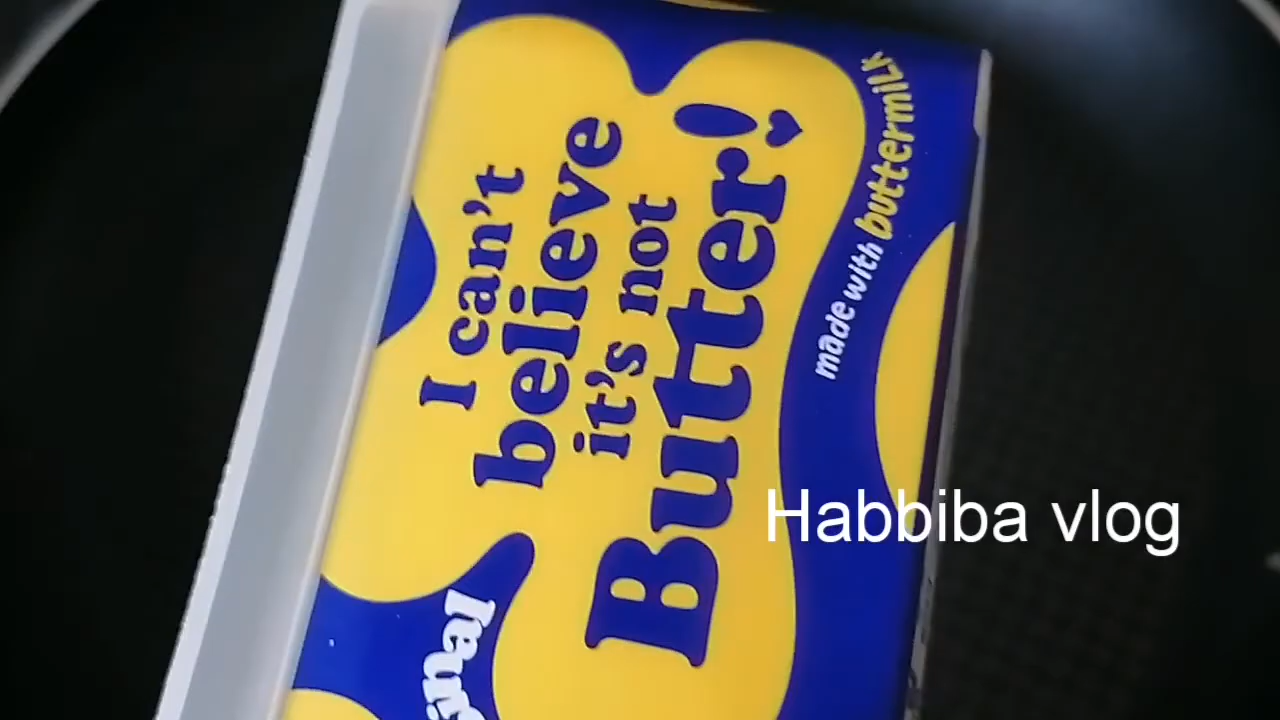 I can't
believe
it's not
Butter!
made with buttermilk
Habbiba vlog